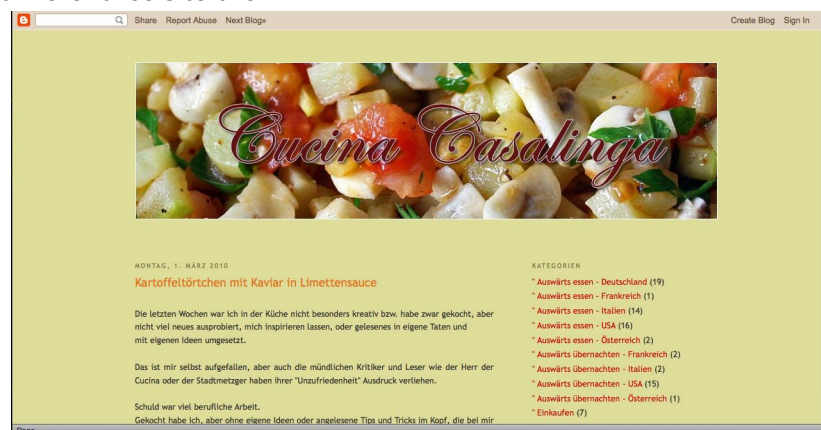 Share Report Abuse Next Blog» Create Blog Sign In
Cucina Casalinga
MONTAG, 1. MÄRZ 2010
Kartoffeltörtchen mit Kaviar in Limettensauce
Die letzten Wochen war ich in der Küche nicht besonders kreativ bzw. habe zwar gekocht, aber
nicht viel neues ausprobiert, mich inspirieren lassen, oder gelesenes in eigene Taten und
mit eigenen Ideen umgesetzt.
Das ist mir selbst aufgefallen, aber auch die mündlichen Kritiker und Leser wie der Herr der
Cucina oder der Stadtmetzger haben ihrer "Unzufriedenheit" Ausdruck verliehen.
Schuld war viel berufliche Arbeit.
Gekocht habe ich, aber ohne eigene Ideen oder angelesene Tips und Tricks im Kopf, die bei mir
KATEGORIEN
" Auswärts essen - Deutschland (19)
" Auswärts essen - Frankreich (1)
" Auswärts essen - Italien (14)
" Auswärts essen - USA (16)
" Auswärts essen - Österreich (2)
" Auswärts übernachten - Frankreich (2)
" Auswärts übernachten - Italien (2)
" Auswärts übernachten - USA (15)
" Auswärts übernachten - Österreich (1)
" Einkaufen (7)